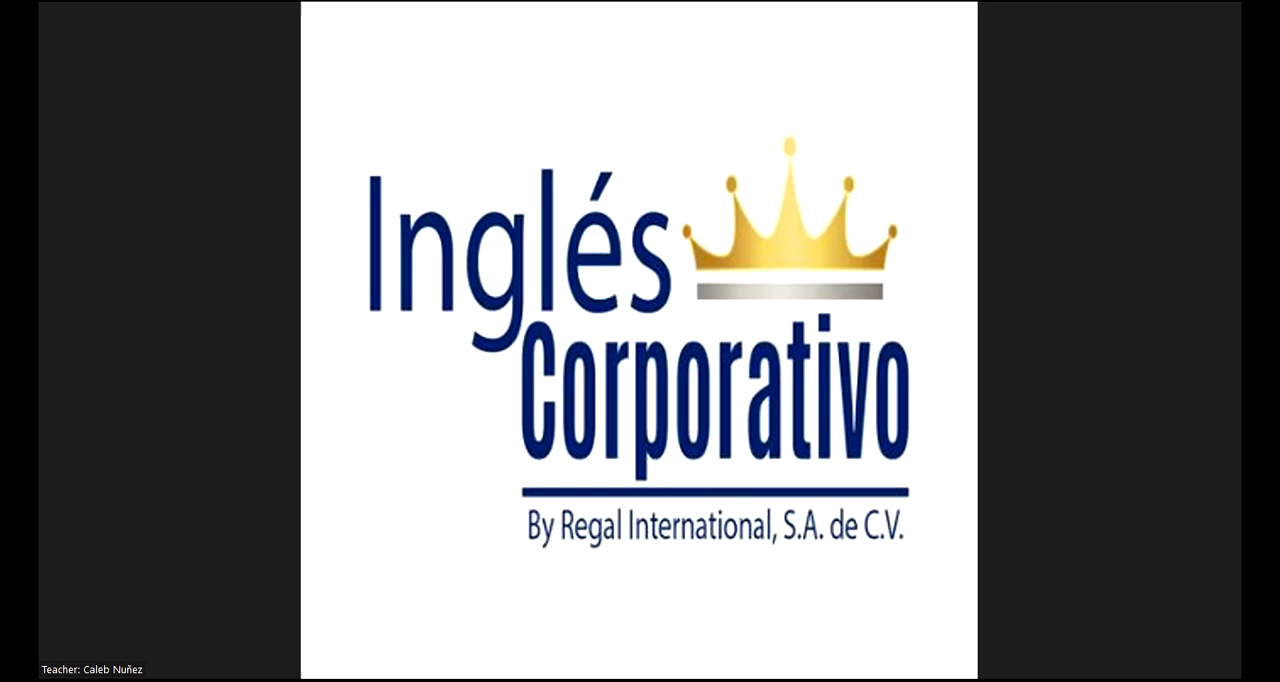 Inglés
Corporativo
By Regal International, S.A. de C.V.
Teacher: Caleb Nuñez